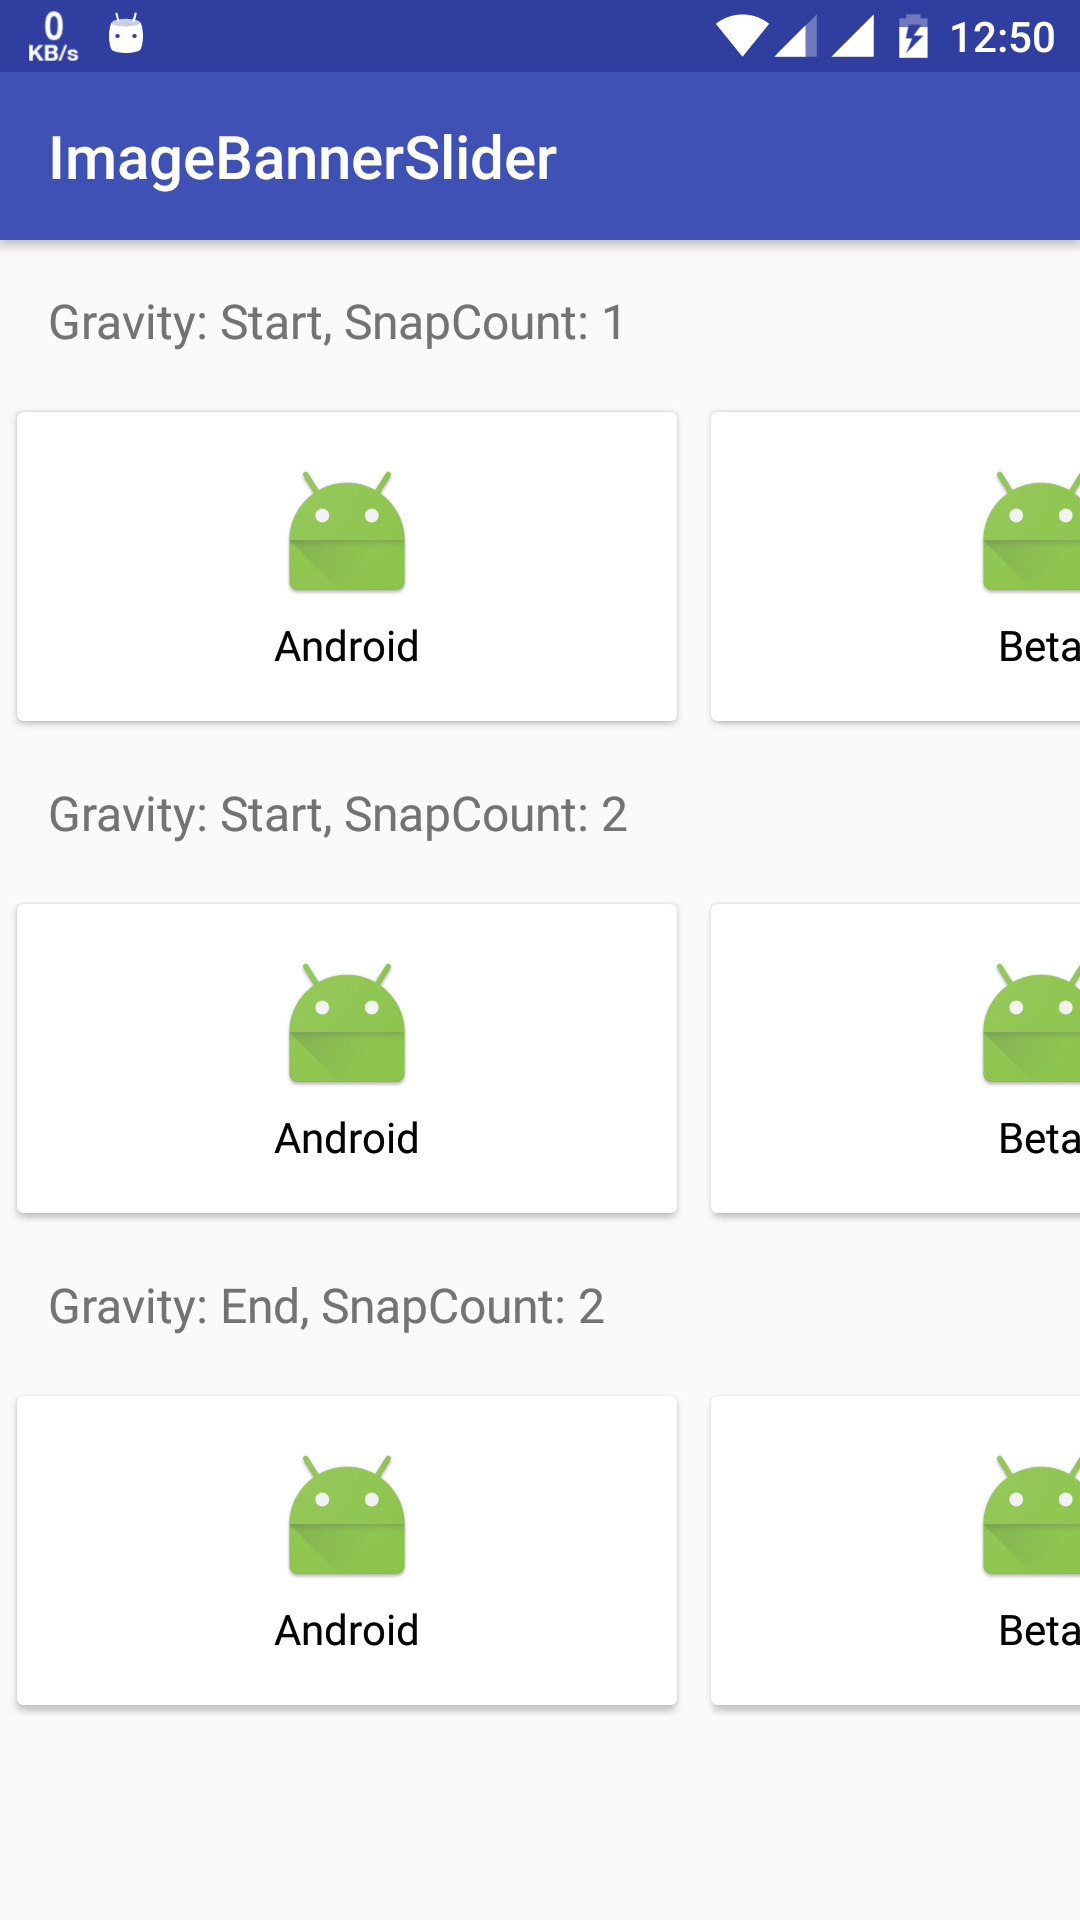 0
KB/s
12:50
ImageBannerSlider
Gravity: Start, SnapCount: 1
Android
Beta
Gravity: Start, SnapCount: 2
Android
Beta
Gravity: End, SnapCount: 2
Android
Beta